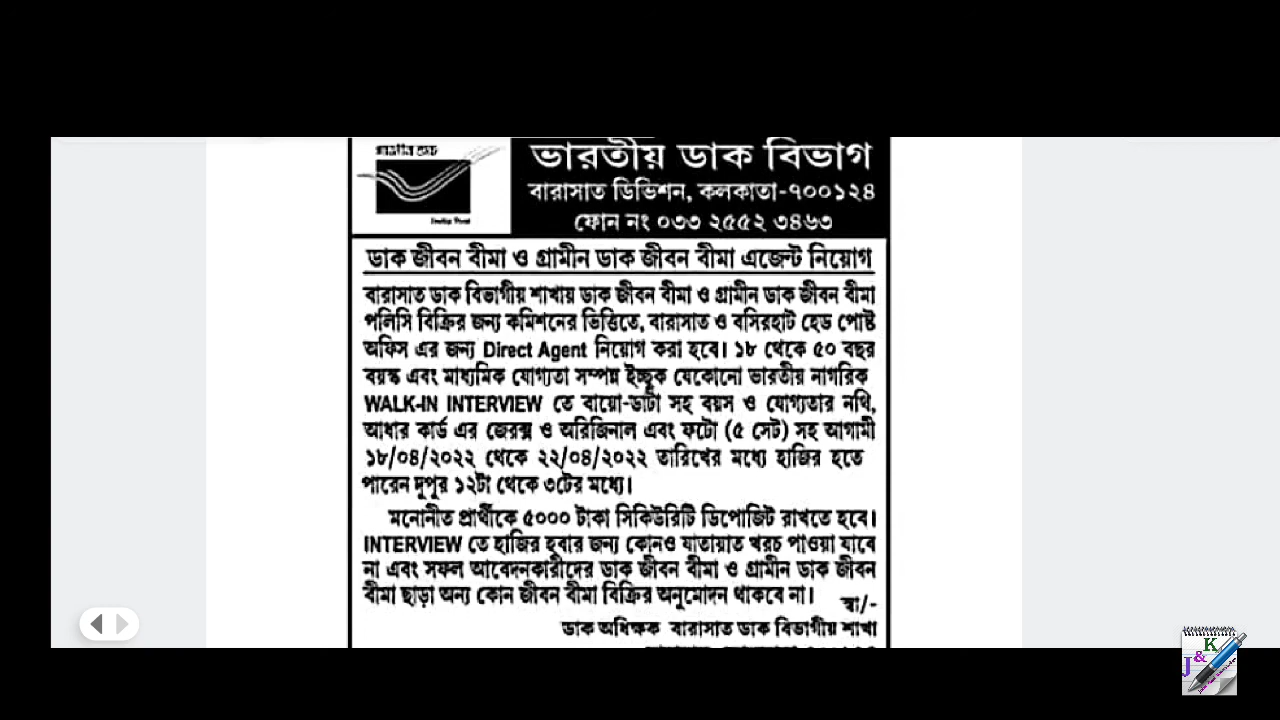 ভারতীয় ডাক বিভাগ
বারাসাত ডিভিশন, কলকাতা-৭০০১২৪
ফোন নং ০৩৩ ২৫৫২ ৩৪৬৩
ডাক জীবন বীমা ও গ্রামীন ডাক জীবন বীমা এজেন্ট নিয়োগ
বারাসাত ডাক বিভাগীয় শাখায় ডাক জীবন বীমা ও গ্রামীন ডাক জীবন বীমা
পলিসি বিক্রির জন্য কমিশনের ভিত্তিতে, বারাসাত ও বসিরহাট হেড পোষ্ট
অফিস এর জন্য Direct Agent নিয়োগ করা হবে। ১৮ থেকে ৫০ বছর
বয়স্ক এবং মাধ্যমিক যোগ্যতা সম্পন্ন ইচ্ছুক যেকোনো ভারতীয় নাগরিক
WALK-IN INTERVIEW তে বায়ো-ডাটা সহ বয়স ও যোগ্যতার নথি,
আধার কার্ড এর জেরক্স ও অরিজিনাল এবং ফটো (৫ সেট) সহ আগামী
১৮/০৪/২০২২ থেকে ২২/০৪/২০২২ তারিখের মধ্যে হাজির হতে
পারেন দুপুর ১২টা থেকে ৩টের মধ্যে।
মনোনীত প্রার্থীকে ৫০০০ টাকা সিকিউরিটি ডিপোজিট রাখতে হবে।
INTERVIEW তে হাজির হবার জন্য কোনও যাতায়াত খরচ পাওয়া যাবে
না এবং সফল আবেদনকারীদের ডাক জীবন বীমা ও গ্রামীন ডাক জীবন
বীমা ছাড়া অন্য কোন জীবন বীমা বিক্রির অনুমোদন থাকবে না।
স্বা/-
ডাক অধিক্ষক বারাসাত ডাক বিভাগীয় শাখা
J&K